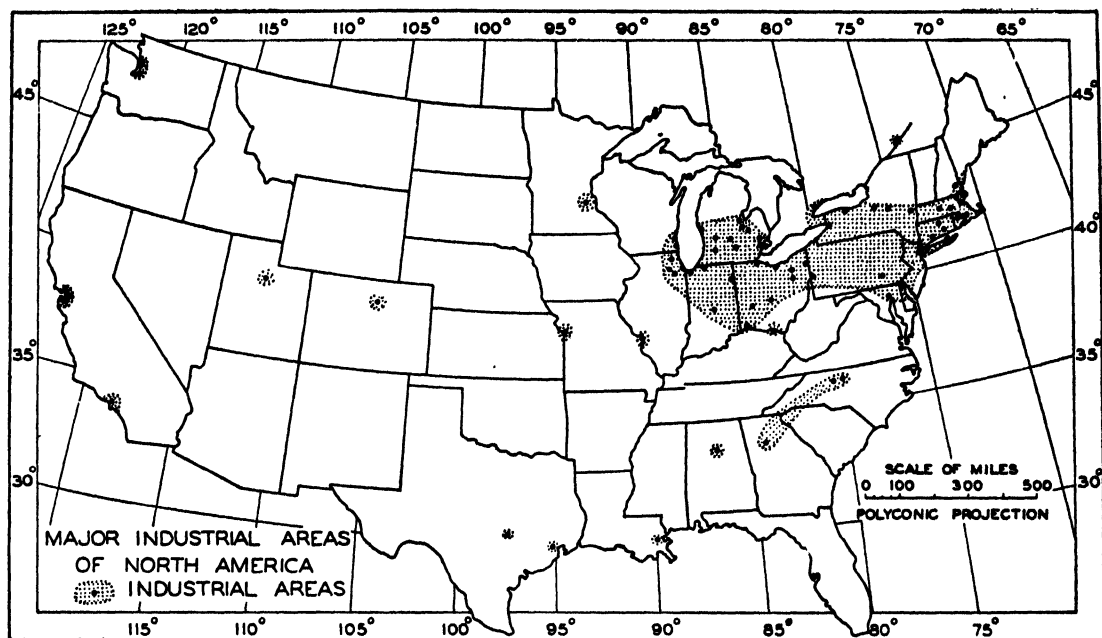 125° 120° 115° 110° 105° 100° 95° 90° 85° 80° 75° 70° 65°
45° 45°
40° 40°
35° 35°
30° 30°
SCALE OF MILES
0 100 300 500
POLYCONIC PROJECTION
MAJOR INDUSTRIAL AREAS
OF NORTH AMERICA
INDUSTRIAL AREAS
115° 110° 105° 100° 95° 90° 85° 80° 75°